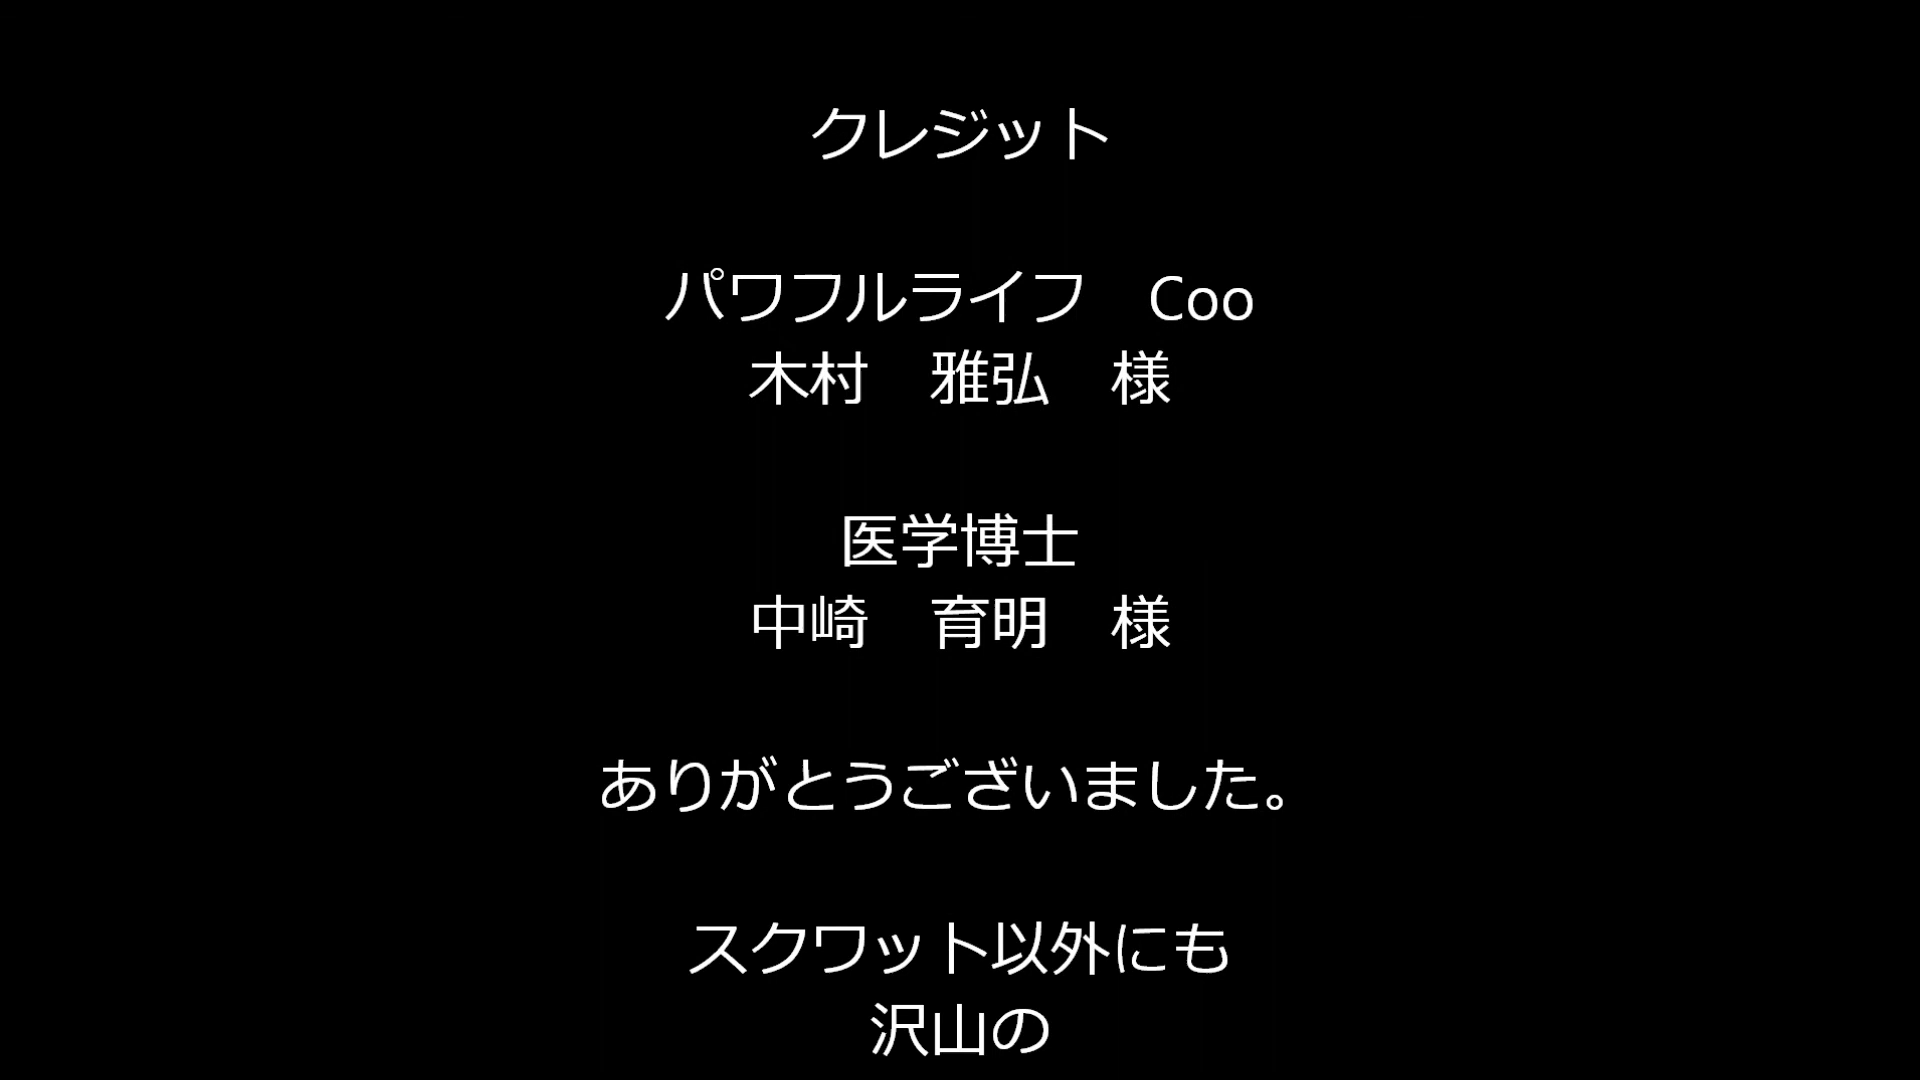 クレジット
パワフルライフ　Coo
木村　雅弘　様
医学博士
中崎　育明　様
ありがとうございました。
スクワット以外にも
沢山の